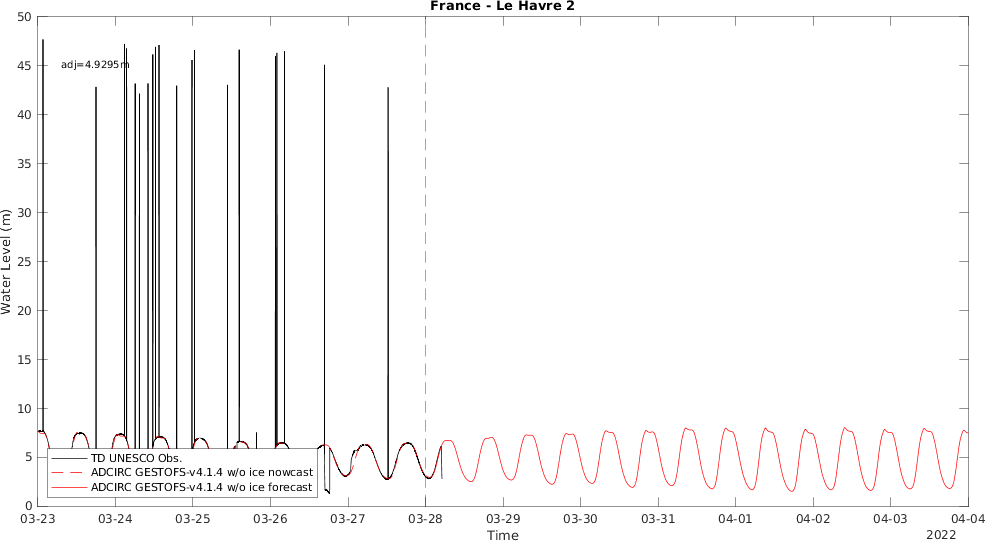 France - Le Havre 2
50
45
40
35
30
25
20
15
10
5
0
Water Level (m)
adj=4.9295m
TD UNESCO Obs.
ADCIRC GESTOFS-v4.1.4 w/o ice nowcast
ADCIRC GESTOFS-v4.1.4 w/o ice forecast
03-23 03-24 03-25 03-26 03-27 03-28 03-29 03-30 03-31 04-01 04-02 04-03 04-04
Time
2022